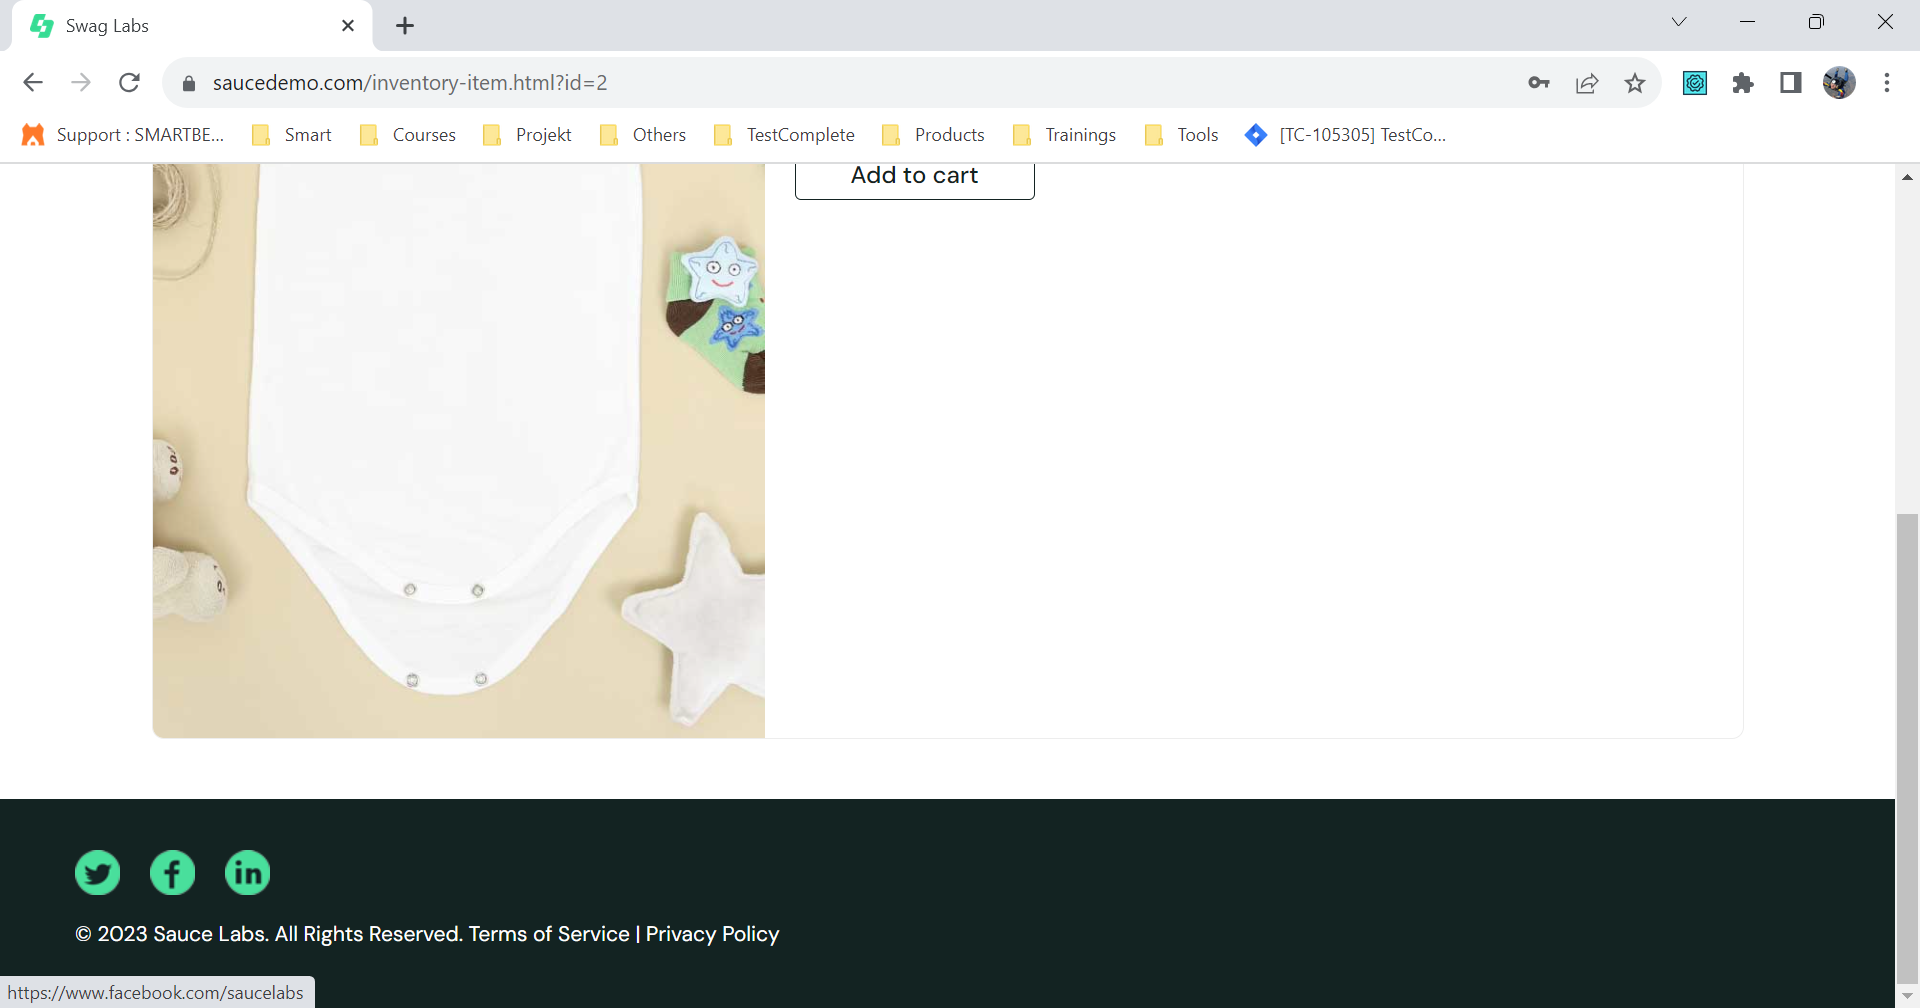 Swag Labs
saucedemo.com/inventory-item.html?id=2
Support : SMARTBE... Smart Courses Projekt Others TestComplete Products Trainings Tools [TC-105305] TestCo...
Add to cart
© 2023 Sauce Labs. All Rights Reserved. Terms of Service | Privacy Policy
https://www.facebook.com/saucelabs